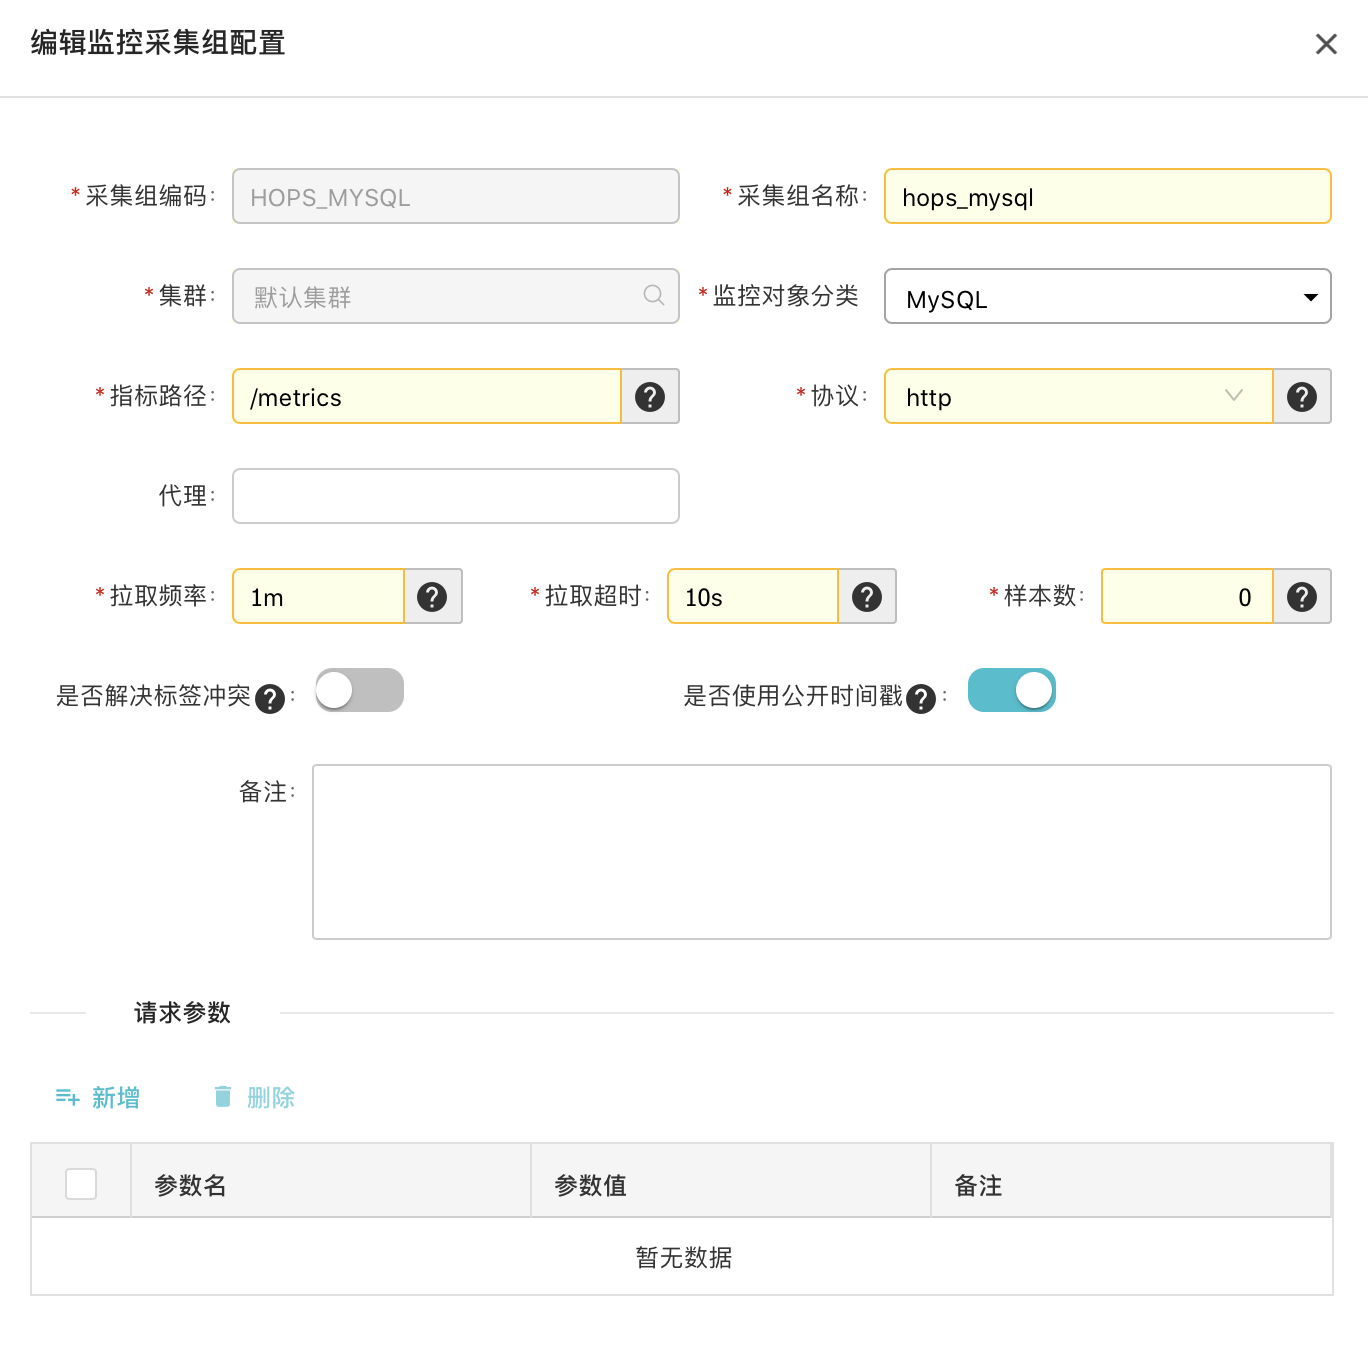 编辑监控采集组配置
* 采集组编码: HOPS_MYSQL * 采集组名称: hops_mysql
* 集群: 默认集群 * 监控对象分类 MySQL
* 指标路径: /metrics ? * 协议: http ?
代理:
* 拉取频率: 1m ? * 拉取超时: 10s ? * 样本数: 0 ?
是否解决标签冲突 ? : 是否使用公开时间戳 ? :
备注:
请求参数
新增 删除
参数名 参数值 备注
暂无数据